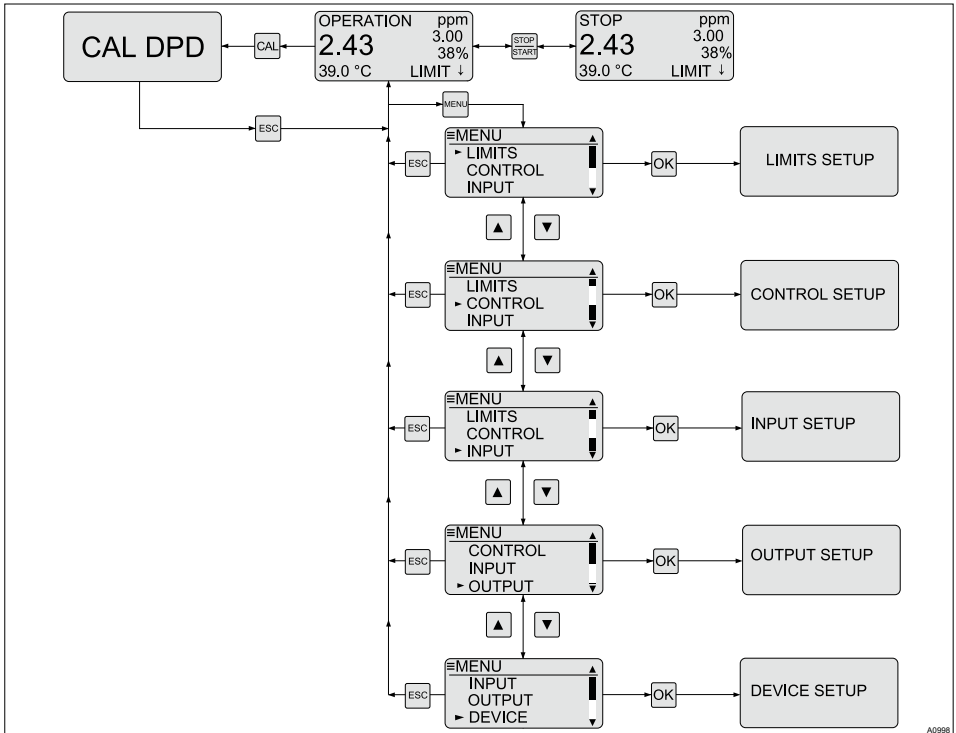 CAL DPD
CAL
OPERATION ppm
2.43 3.00
38%
39.0 °C LIMIT ↓
STOP
START
STOP ppm
2.43 3.00
38%
39.0 °C LIMIT ↓
ESC
MENU
≡MENU ▲
► LIMITS
CONTROL
INPUT ▼
ESC
OK
LIMITS SETUP
▲ ▼
≡MENU ▲
LIMITS
► CONTROL
INPUT ▼
ESC
OK
CONTROL SETUP
▲ ▼
≡MENU ▲
LIMITS
CONTROL
► INPUT ▼
ESC
OK
INPUT SETUP
▲ ▼
≡MENU ▲
CONTROL
INPUT
► OUTPUT ▼
ESC
OK
OUTPUT SETUP
▲ ▼
≡MENU ▲
INPUT
OUTPUT
► DEVICE ▼
ESC
OK
DEVICE SETUP
A0998